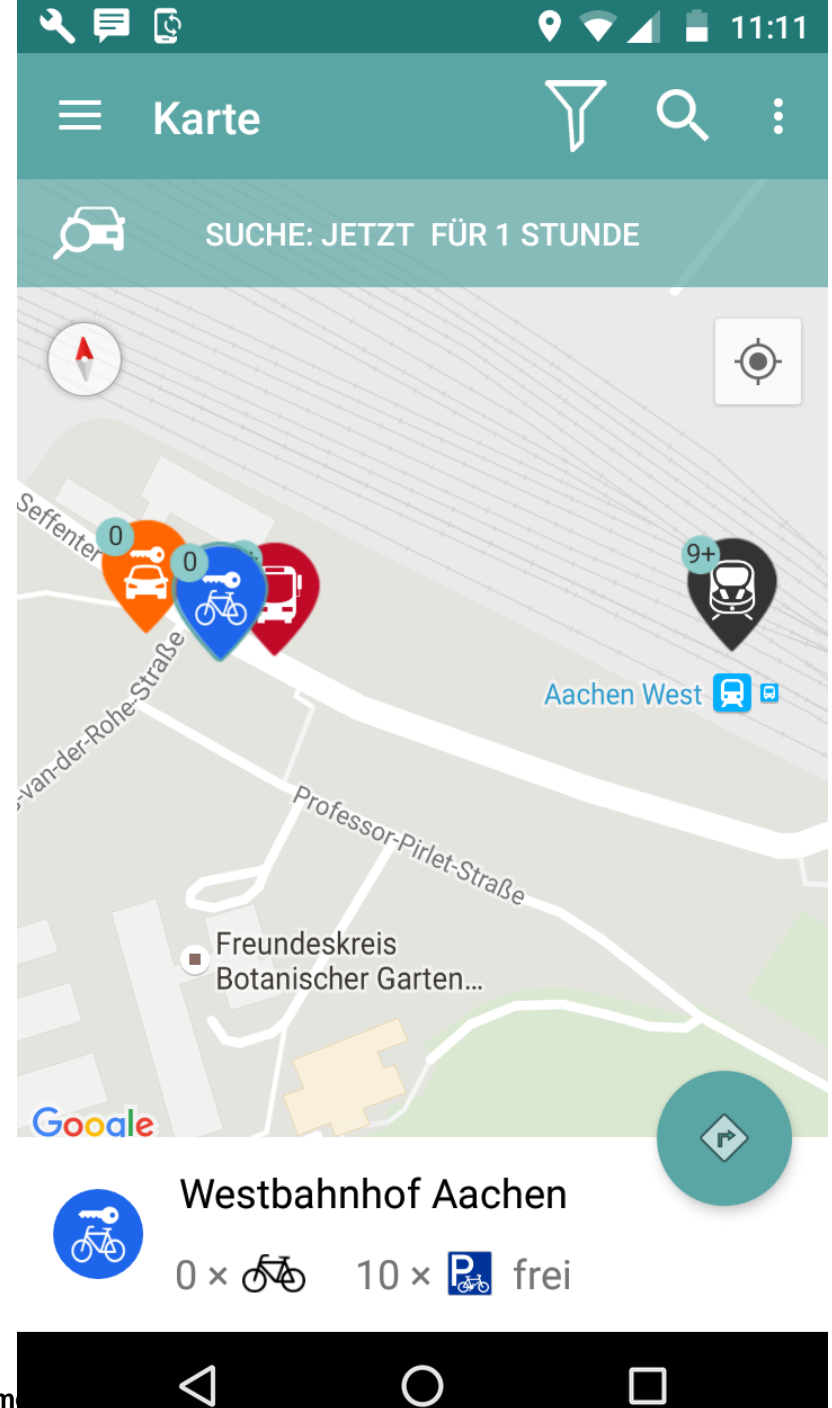 11:11
Karte
SUCHE: JETZT FÜR 1 STUNDE
Seffenter
0
0
9+
Aachen West
-van-der-Rohe-Straße
Professor-Pirlet-Straße
Freundeskreis
Botanischer Garten...
Google
Westbahnhof Aachen
0 × 10 × P frei